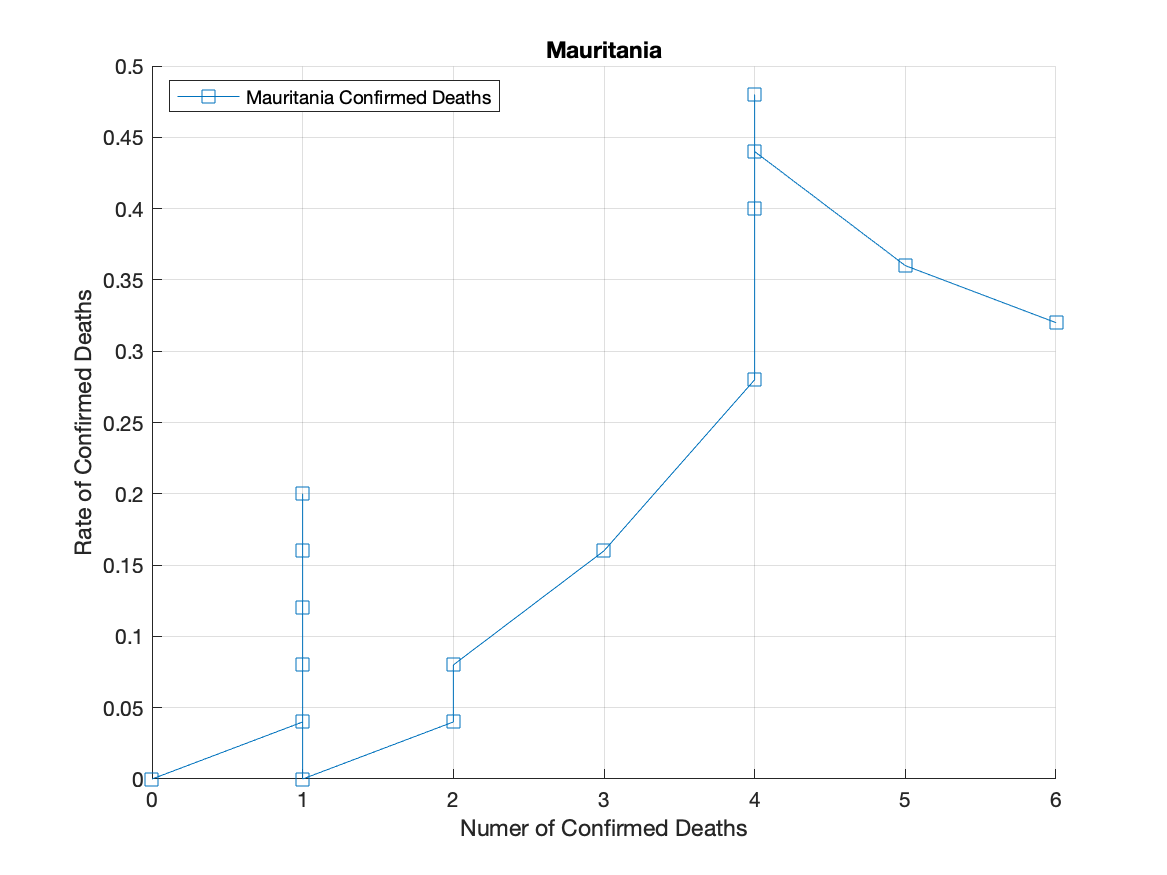 Mauritania
Mauritania Confirmed Deaths
0.5
0.45
0.4
0.35
0.3
0.25
0.2
0.15
0.1
0.05
0
Rate of Confirmed Deaths
0 1 2 3 4 5 6
Numer of Confirmed Deaths